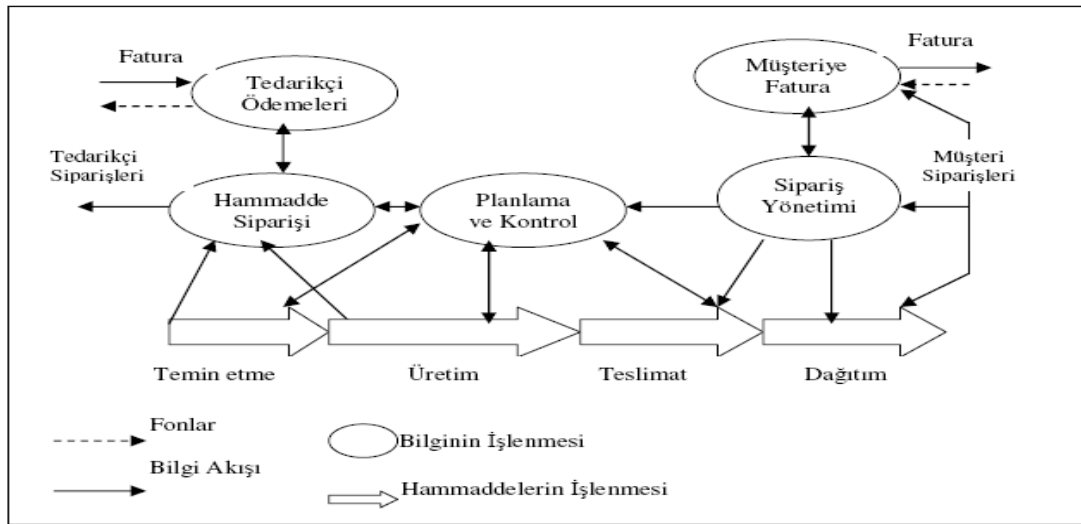 Fatura
Tedarikçi
Ödemeleri
Müşteriye
Fatura
Fatura
Tedarikçi
Siparişleri
Hammadde
Siparişi
Planlama
ve Kontrol
Sipariş
Yönetimi
Müşteri
Siparişleri
Temin etme
Üretim
Teslimat
Dağıtım
Fonlar
Bilginin İşlenmesi
Bilgi Akışı
Hammaddelerin İşlenmesi